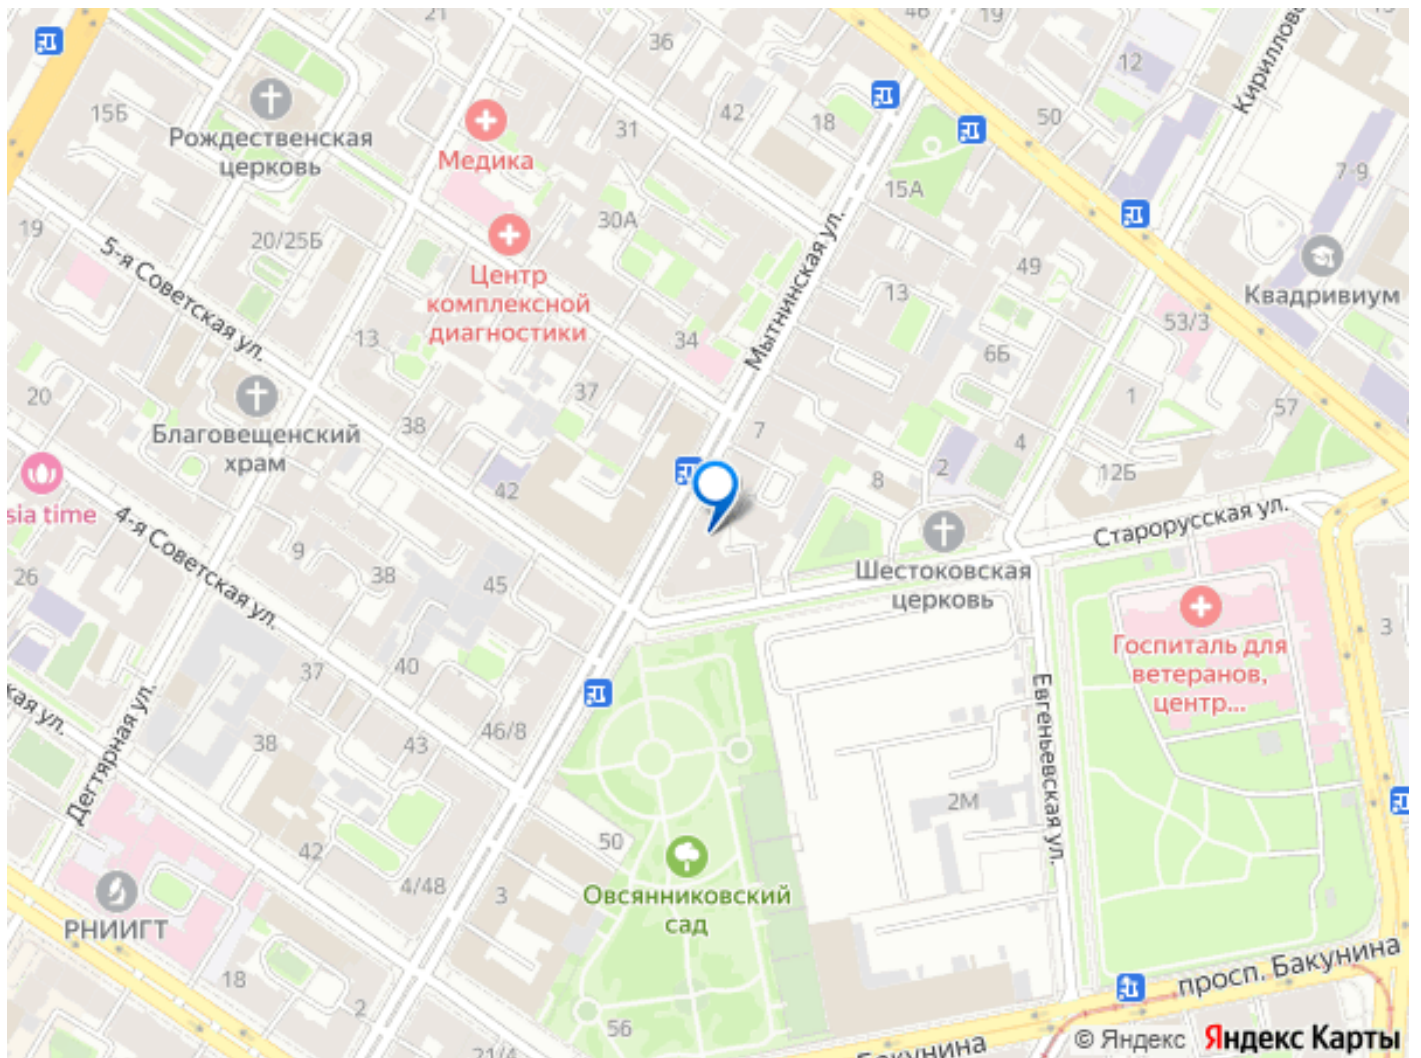 21
36
46
19
12
Кириллово
15Б
Рождественская
церковь
Медика
31
42
18
50
15А
7-9
19
20/25Б
30А
5-я Советская ул.
Центр
комплексной
диагностики
Мытнинская ул.
49
13
Квадривиум
53/3
13
34
6Б
37
20
38
7
1
57
4
Благовещенский
храм
42
8
2
12Б
sia time
4-я Советская ул.
Старорусская ул.
9
38
45
26
Шестоковская
церковь
3
Госпиталь для
ветеранов,
центр...
40
37
кая ул.
Дегтярная ул.
38
43
46/8
Евгеньевская ул.
2М
50
42
4/48
3
Овсянниковский
сад
РНИИГТ
18
2
56
21/4
просп. Бакунина
Бакунина
© Яндекс Яндекс Карты